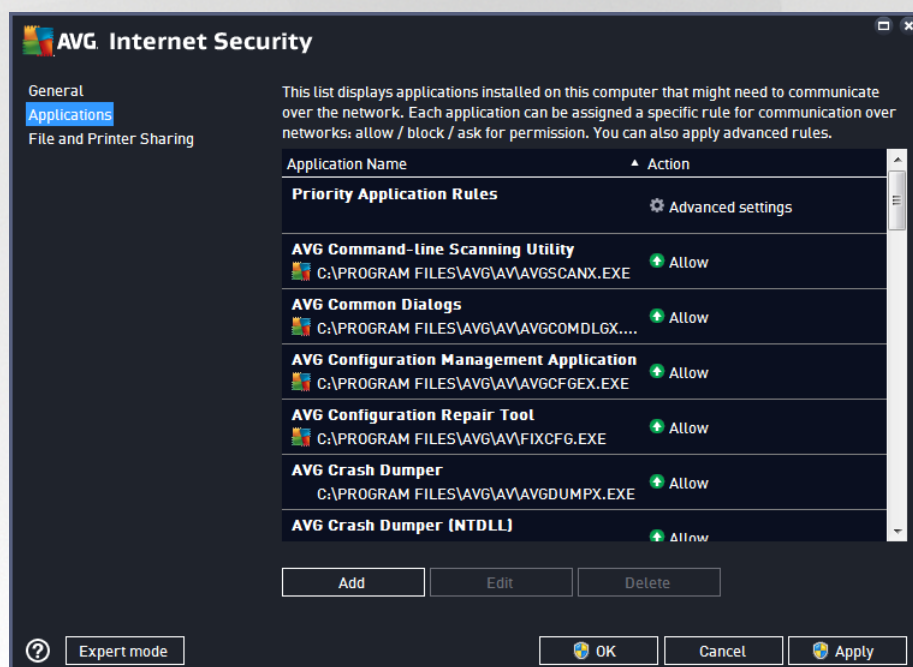 AVG Internet Security
General
Applications
File and Printer Sharing
This list displays applications installed on this computer that might need to communicate
over the network. Each application can be assigned a specific rule for communication over
networks: allow / block / ask for permission. You can also apply advanced rules.
Application Name Action
Priority Application Rules
Advanced settings
AVG Command-line Scanning Utility
C:\PROGRAM FILES\AVG\AV\AVGSCANX.EXE
Allow
AVG Common Dialogs
C:\PROGRAM FILES\AVG\AV\AVGCOMDLGX....
Allow
AVG Configuration Management Application
C:\PROGRAM FILES\AVG\AV\AVGCFGEX.EXE
Allow
AVG Configuration Repair Tool
C:\PROGRAM FILES\AVG\AV\FIXCFG.EXE
Allow
AVG Crash Dumper
C:\PROGRAM FILES\AVG\AV\AVGDUMPX.EXE
Allow
AVG Crash Dumper (NTDLL)
Allow
Add Edit Delete
? Expert mode OK Cancel Apply